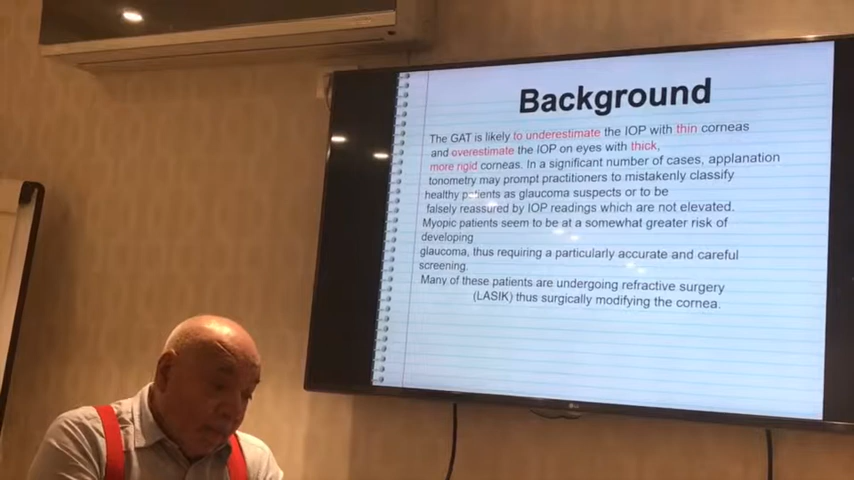 Background
The GAT is likely to underestimate the IOP with thin corneas
and overestimate the IOP on eyes with thick,
more rigid corneas. In a significant number of cases, applanation
tonometry may prompt practitioners to mistakenly classify
healthy patients as glaucoma suspects or to be
falsely reassured by IOP readings which are not elevated.
Myopic patients seem to be at a somewhat greater risk of
developing
glaucoma, thus requiring a particularly accurate and careful
screening.
Many of these patients are undergoing refractive surgery
(LASIK) thus surgically modifying the cornea.
LG